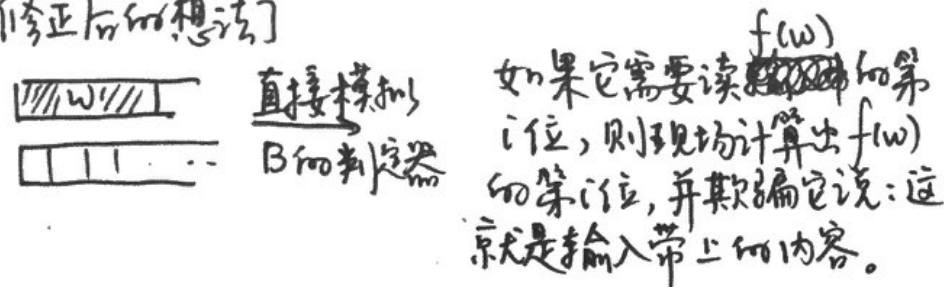 [修正后的想法]
w
直接模拟
B的判定器
f(w)
如果它需要读的第
i位，则现场计算出f(w)
的第i位，并欺骗它说：这
就是输入带上的内容。